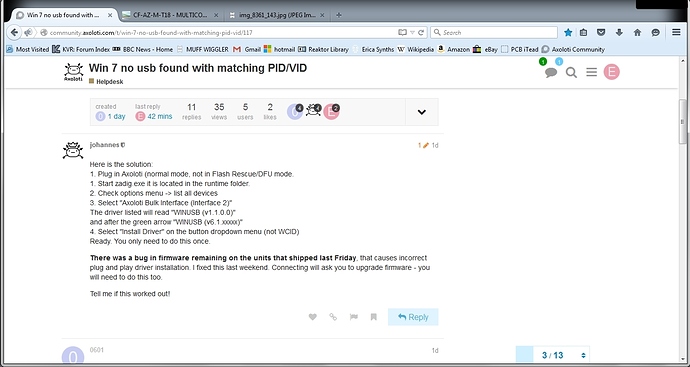 Win 7 no usb found with ...
CF-AZ-M-T18 - MULTICO...
img_8361_143.jpg (JPEG Im...
community.axoloti.com/t/win-7-no-usb-found-with-matching-pid-vid/117
Search
Most Visited KVR: Forum Index BBC News - Home MUFF WIGGLER Gmail hotmail Reaktor Library Erica Synths Wikipedia Amazon eBay PCB iTead Axoloti Community
Axoloti
Win 7 no usb found with matching PID/VID
Helpdesk
1 1
E
created last reply 11 35 5 2 4 4 2
0 1 day E 42 mins replies views users likes 0 E
johannes 1 1d
Here is the solution:
1. Plug in Axoloti (normal mode, not in Flash Rescue/DFU mode.
1. Start zadig.exe it is located in the runtime folder.
2. Check options menu -> list all devices
3. Select "Axoloti Bulk Interface (Interface 2)"
The driver listed will read "WINUSB (v1.1.0.0)"
and after the green arrow "WINUSB (v6.1.xxxxx)"
4. Select "Install Driver" on the button dropdown menu (not WCID)
Ready. You only need to do this once.
There was a bug in firmware remaining on the units that shipped last Friday, that causes incorrect
plug and play driver installation. I fixed this last weekend. Connecting will ask you to upgrade firmware - you
will need to do this too.
Tell me if this worked out!
Reply
0 0601 1d
3 / 13